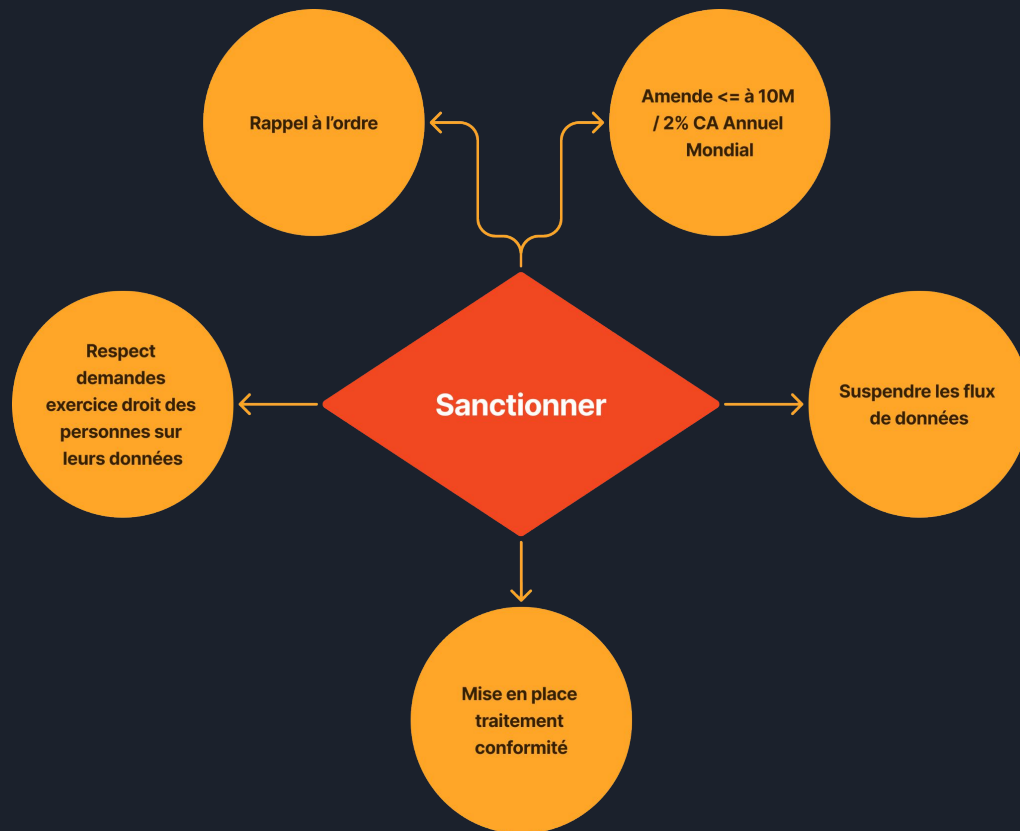 Rappel à l’ordre
Amende <= à 10M
/ 2% CA Annuel
Mondial
Respect
demandes
exercice droit des
personnes sur
leurs données
Sanctionner
Suspendre les flux
de données
Mise en place
traitement
conformité